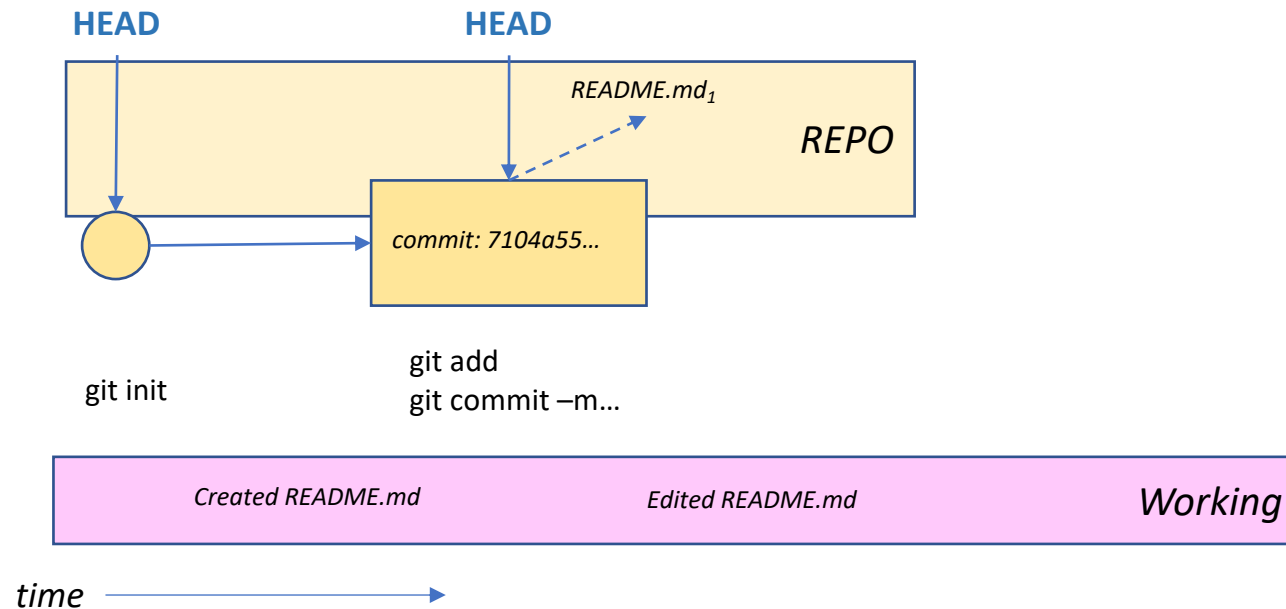 HEAD
HEAD
README.md₁
REPO
commit: 7104a55…
git init
git add
git commit –m…
Created README.md
Edited README.md
Working
time